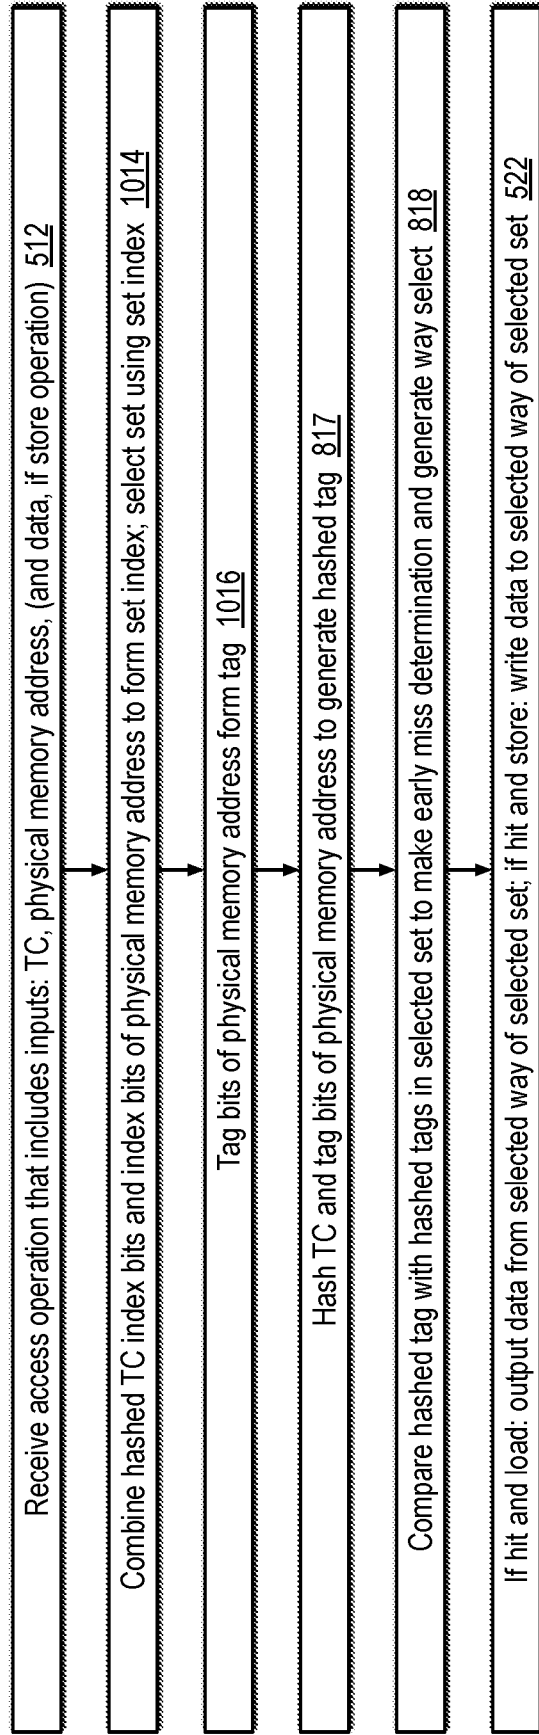 Receive access operation that includes inputs: TC, physical memory address, (and data, if store operation) 512
Combine hashed TC index bits and index bits of physical memory address to form set index; select set using set index 1014
Tag bits of physical memory address form tag 1016
Hash TC and tag bits of physical memory address to generate hashed tag 817
Compare hashed tag with hashed tags in selected set to make early miss determination and generate way select 818
If hit and load: output data from selected way of selected set; if hit and store: write data to selected way of selected set 522